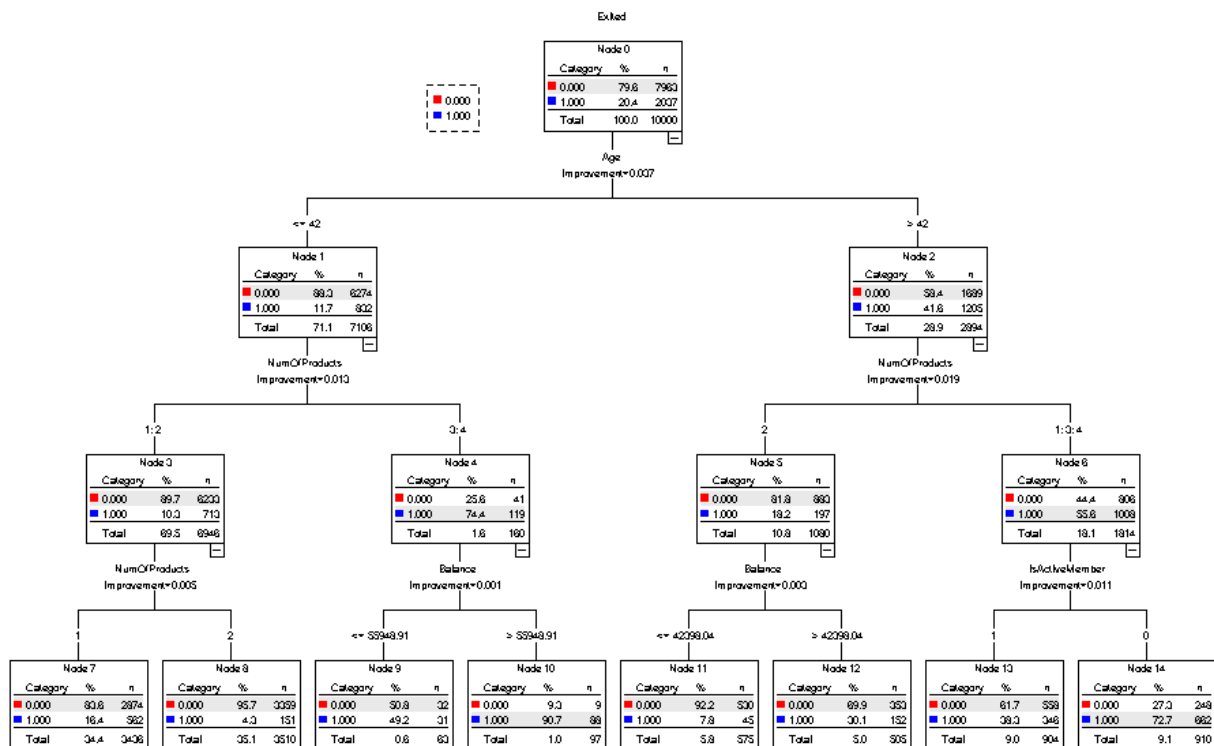 Exited
Node 0
Category % n
0.000 79.6 7963
1.000 20.4 2037
Total 100.0 10000
0.000
1.000
Age
Improvement=0.037
<= 42
> 42
Node 1
Category % n
0.000 88.3 6274
1.000 11.7 832
Total 71.1 7106
Node 2
Category % n
0.000 58.4 1689
1.000 41.6 1205
Total 28.9 2894
NumOfProducts
Improvement=0.013
NumOfProducts
Improvement=0.019
1; 2
3; 4
2
1; 3; 4
Node 3
Category % n
0.000 89.7 6233
1.000 10.3 713
Total 69.5 6946
Node 4
Category % n
0.000 25.6 41
1.000 74.4 119
Total 1.6 160
Node 5
Category % n
0.000 81.8 883
1.000 18.2 197
Total 10.8 1080
Node 6
Category % n
0.000 44.4 806
1.000 55.6 1008
Total 18.1 1814
NumOfProducts
Improvement=0.005
Balance
Improvement=0.001
Balance
Improvement=0.003
IsActiveMember
Improvement=0.011
1
2
<= 55948.91
> 55948.91
<= 42398.04
> 42398.04
1
0
Node 7
Category % n
0.000 83.6 2874
1.000 16.4 562
Total 34.4 3436
Node 8
Category % n
0.000 95.7 3359
1.000 4.3 151
Total 35.1 3510
Node 9
Category % n
0.000 50.8 32
1.000 49.2 31
Total 0.6 63
Node 10
Category % n
0.000 9.3 9
1.000 90.7 88
Total 1.0 97
Node 11
Category % n
0.000 92.2 530
1.000 7.8 45
Total 5.8 575
Node 12
Category % n
0.000 69.9 353
1.000 30.1 152
Total 5.0 505
Node 13
Category % n
0.000 61.7 558
1.000 38.3 346
Total 9.0 904
Node 14
Category % n
0.000 27.3 248
1.000 72.7 662
Total 9.1 910